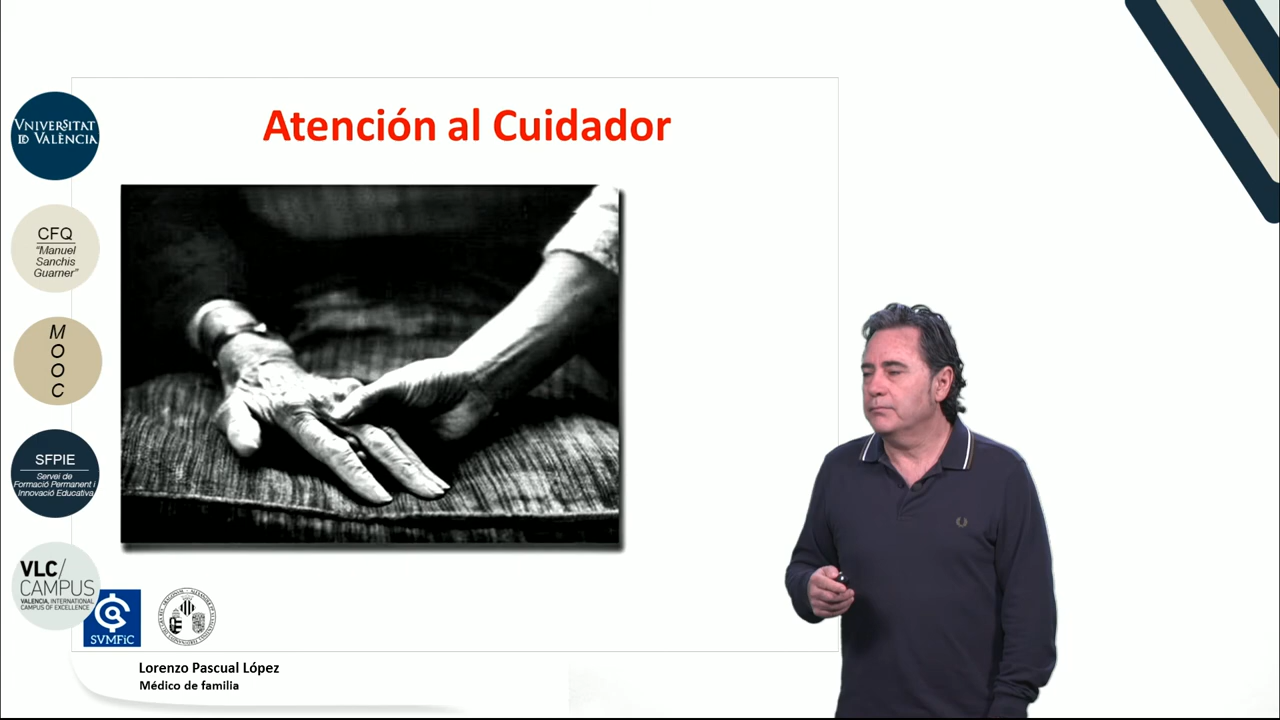 Atención al Cuidador
VNIVERSITAT
ID VALÈNCIA
CFQ
“Manuel
Sanchis
Guarner”
M
O
O
C
SFPIE
Servei de
Formació Permanent i
Innovació Educativa
VLC/
CAMPUS
VALENCIA, INTERNATIONAL
CAMPUS OF EXCELLENCE
SVMFiC
Lorenzo Pascual López
Médico de familia